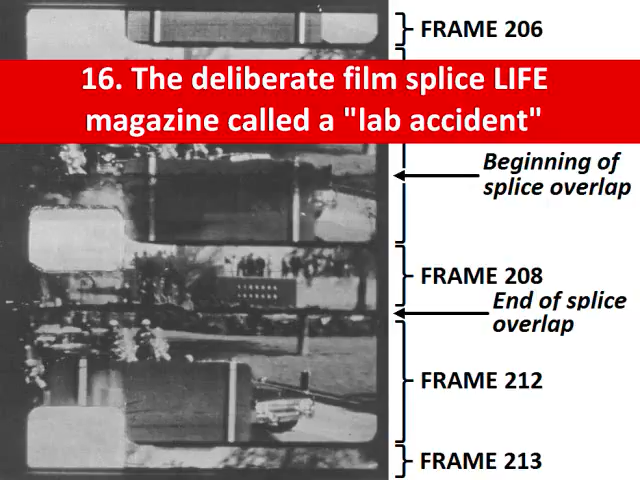 FRAME 206
16. The deliberate film splice LIFE
magazine called a "lab accident"
Beginning of
splice overlap
FRAME 208
End of splice
overlap
FRAME 212
FRAME 213